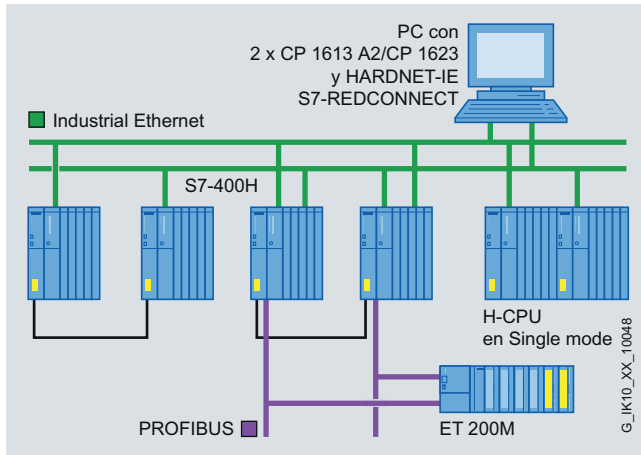 PC con
2 x CP 1613 A2/CP 1623
y HARDNET-IE
S7-REDCONNECT
Industrial Ethernet
S7-400H
H-CPU
en Single mode
PROFIBUS
ET 200M
G_IK10_XX_10048